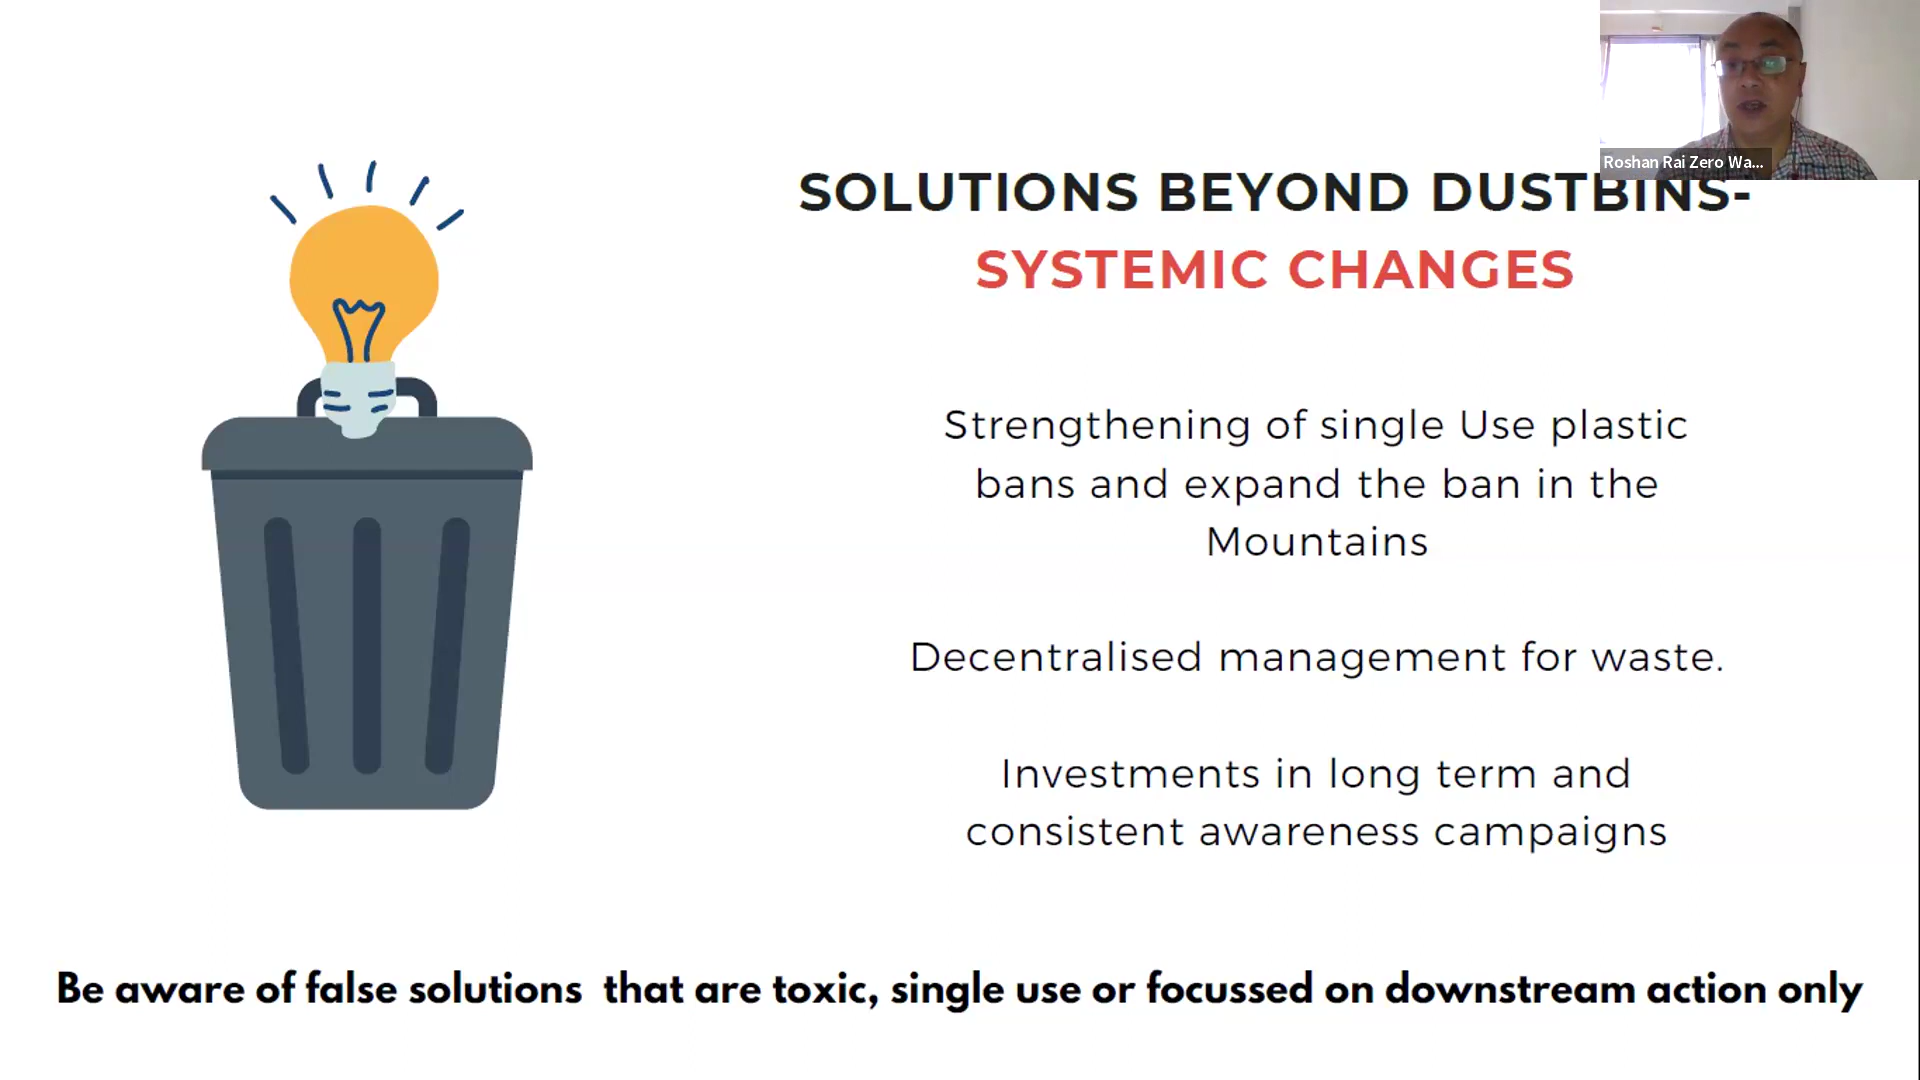 Roshan Rai Zero Wa...
SOLUTIONS BEYOND DUSTBINS-
SYSTEMIC CHANGES
Strengthening of single Use plastic
bans and expand the ban in the
Mountains
Decentralised management for waste.
Investments in long term and
consistent awareness campaigns
Be aware of false solutions that are toxic, single use or focussed on downstream action only